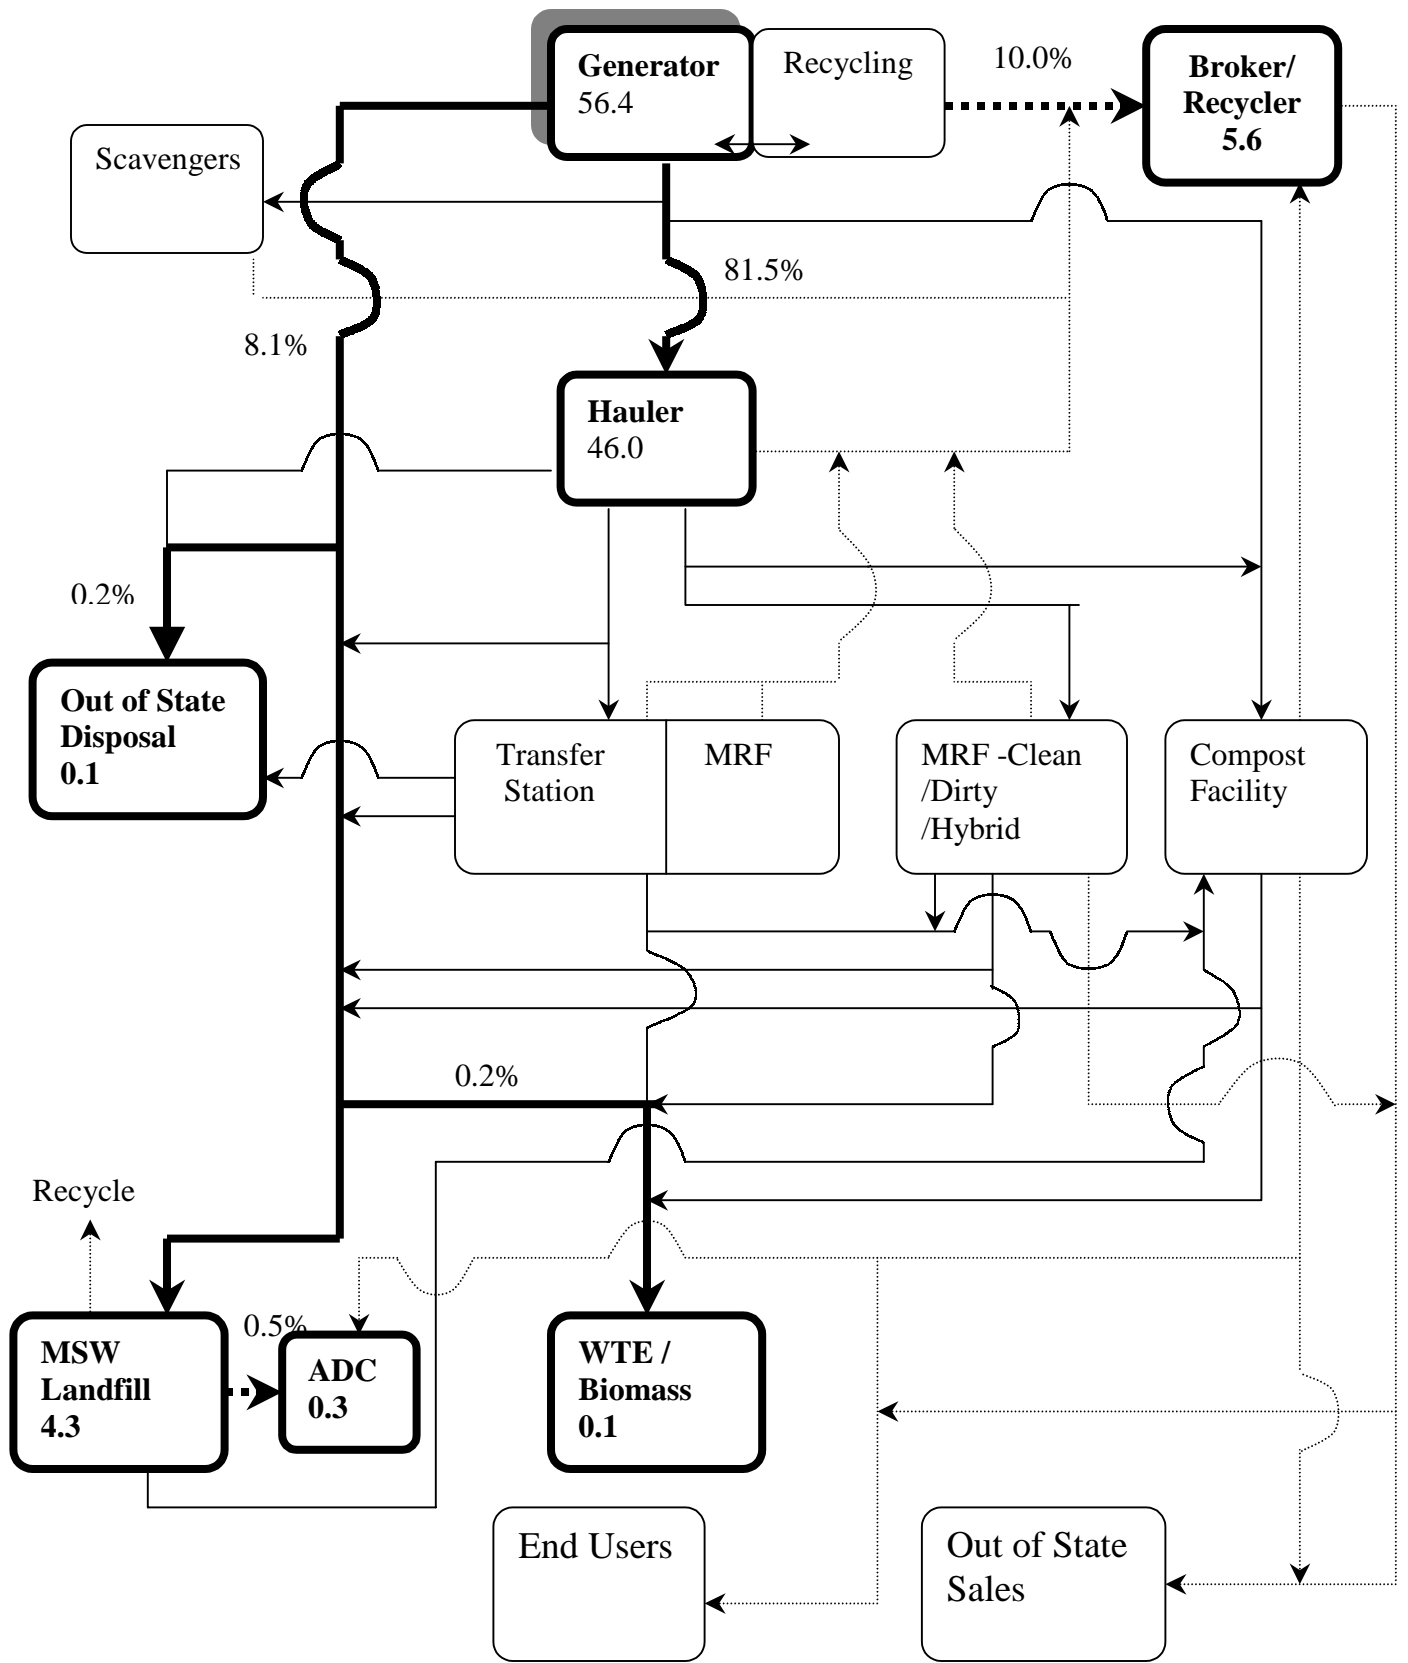 Generator
56.4
Recycling
10.0%
Broker/
Recycler
5.6
Scavengers
81.5%
8.1%
Hauler
46.0
0.2%
Out of State
Disposal
0.1
Transfer
Station
MRF
MRF -Clean
/Dirty
/Hybrid
Compost
Facility
0.2%
Recycle
0.5%
MSW
Landfill
4.3
ADC
0.3
WTE /
Biomass
0.1
End Users
Out of State
Sales